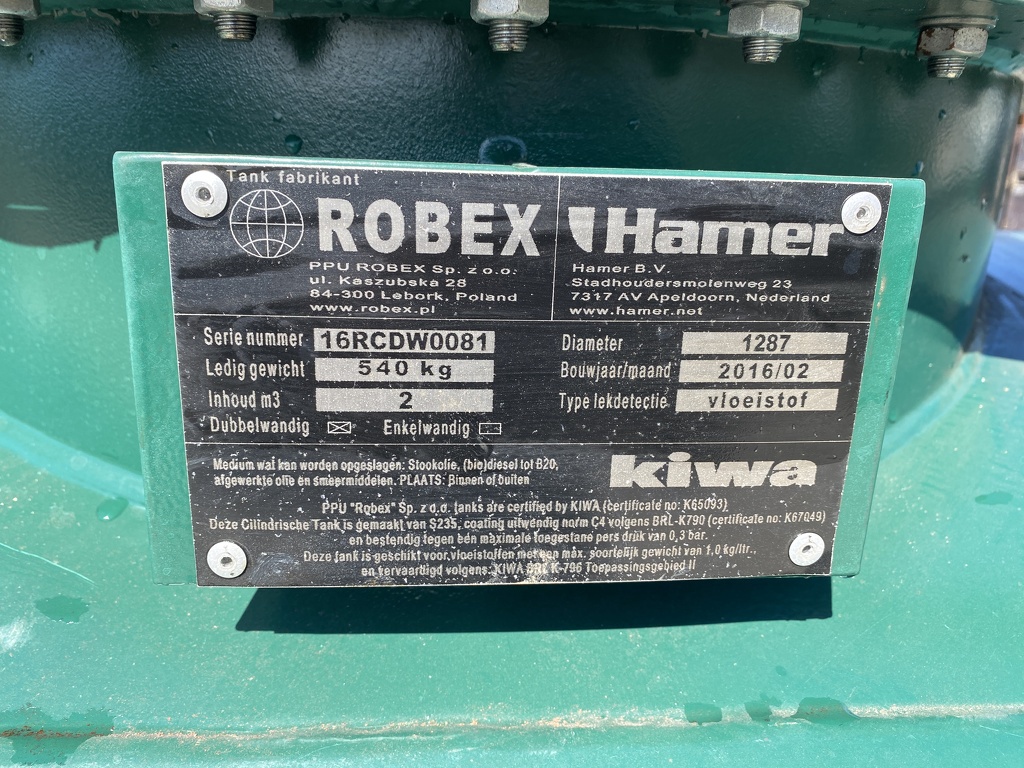 Tank fabrikant
ROBEX
PPU ROBEX Sp. z o.o.
ul. Kaszubska 28
84-300 Lebork, Poland
www.robex.pl
Hamer
Hamer B.V.
Stadhoudersmolenweg 23
7317 AV Apeldoorn, Nederland
www.hamer.net
Serie nummer 16RCDW0081
Ledig gewicht 540 kg
Inhoud m3 2
Dubbelwandig Enkelwandig
Diameter 1287
Bouwjaar/maand 2016/02
Type lekdetectie vloeistof
Medium wat kan worden opgeslagen: Stookolie, (bio)diesel tot B20,
afgewerkte olie en smeermiddelen. PLAATS: Binnen of buiten
kiwa
PPU "Robex" Sp. z o.o. tanks are certified by KIWA (certificate no: K65093)
Deze Cilindrische Tank is gemaakt van S235, coating uitwendig norm C4 volgens BRL-K790 (certificate no: K67049)
en bestendig tegen een maximale toegestane pers druk van 0,3 bar.
Deze tank is geschikt voor vloeistoffen met een max. soortelijk gewicht van 1,0 kg/ltr.,
en vervaardigd volgens: KIWA BRL K-796 Toepassingsgebied II